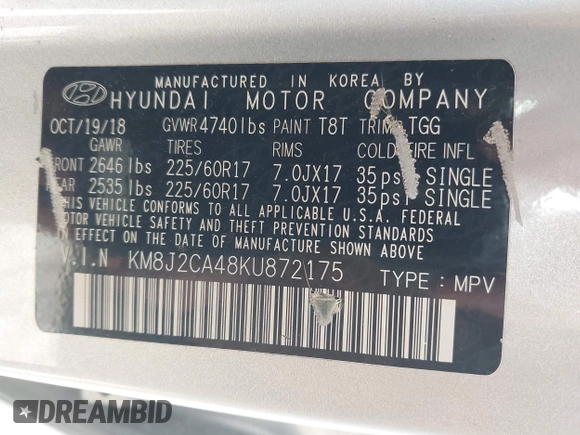 MANUFACTURED IN KOREA BY
HYUNDAI MOTOR COMPANY
OCT/19/18 GVWR 4740lbs PAINT T8T TRIM TGG
GAWR TIRES RIMS COLD TIRE INFL
FRONT 2646 lbs 225/60R17 7.0JX17 35psi SINGLE
REAR 2535 lbs 225/60R17 7.0JX17 35psi SINGLE
THIS VEHICLE CONFORMS TO ALL APPLICABLE U.S.A. FEDERAL
MOTOR VEHICLE SAFETY, BUMPER, AND THEFT PREVENTION
STANDARDS IN EFFECT ON THE DATE OF MANUFACTURE
SHOWN ABOVE.
V.I.N KM8J2CA48KU872175 TYPE : MPV
DREAMBID